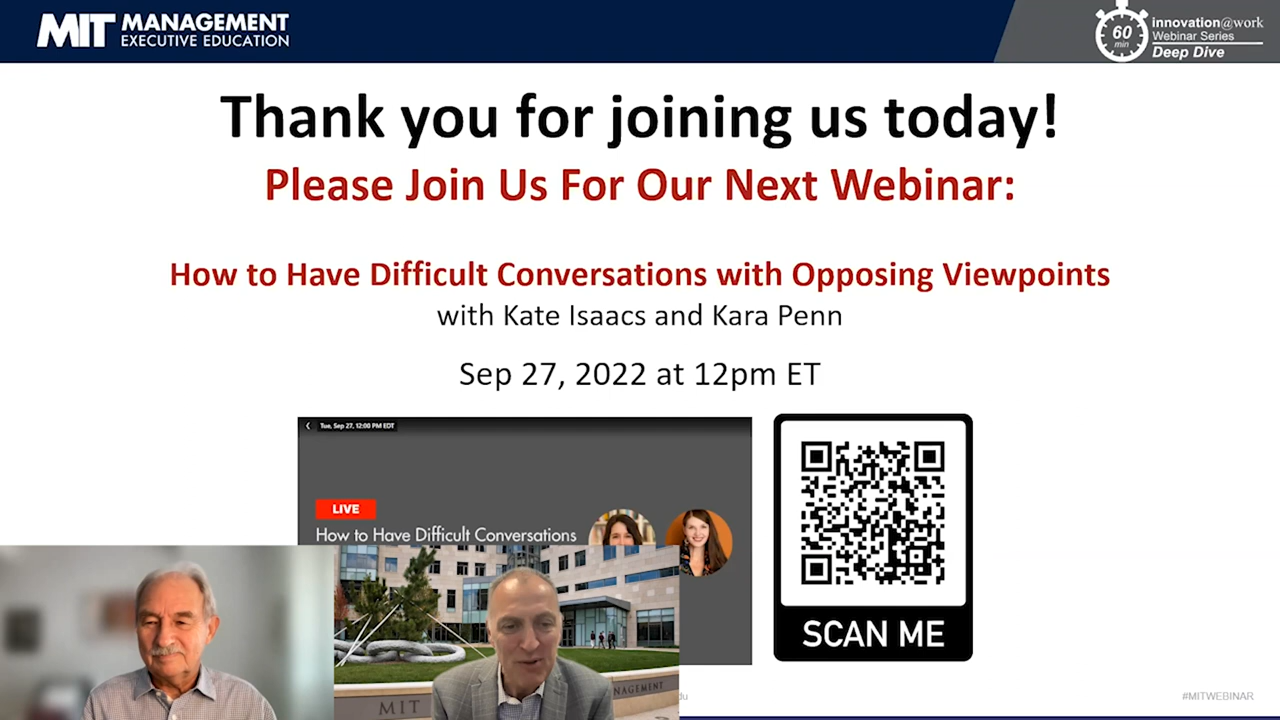 MIT MANAGEMENT
EXECUTIVE EDUCATION
60
min
innovation@work
Webinar Series
Deep Dive
Thank you for joining us today!
Please Join Us For Our Next Webinar:
How to Have Difficult Conversations with Opposing Viewpoints
with Kate Isaacs and Kara Penn
Sep 27, 2022 at 12pm ET
Tue, Sep 27, 12:00 PM EDT
LIVE
How to Have Difficult Conversations
SCAN ME
MIT
MANAGEMENT
du
#MITWEBINAR